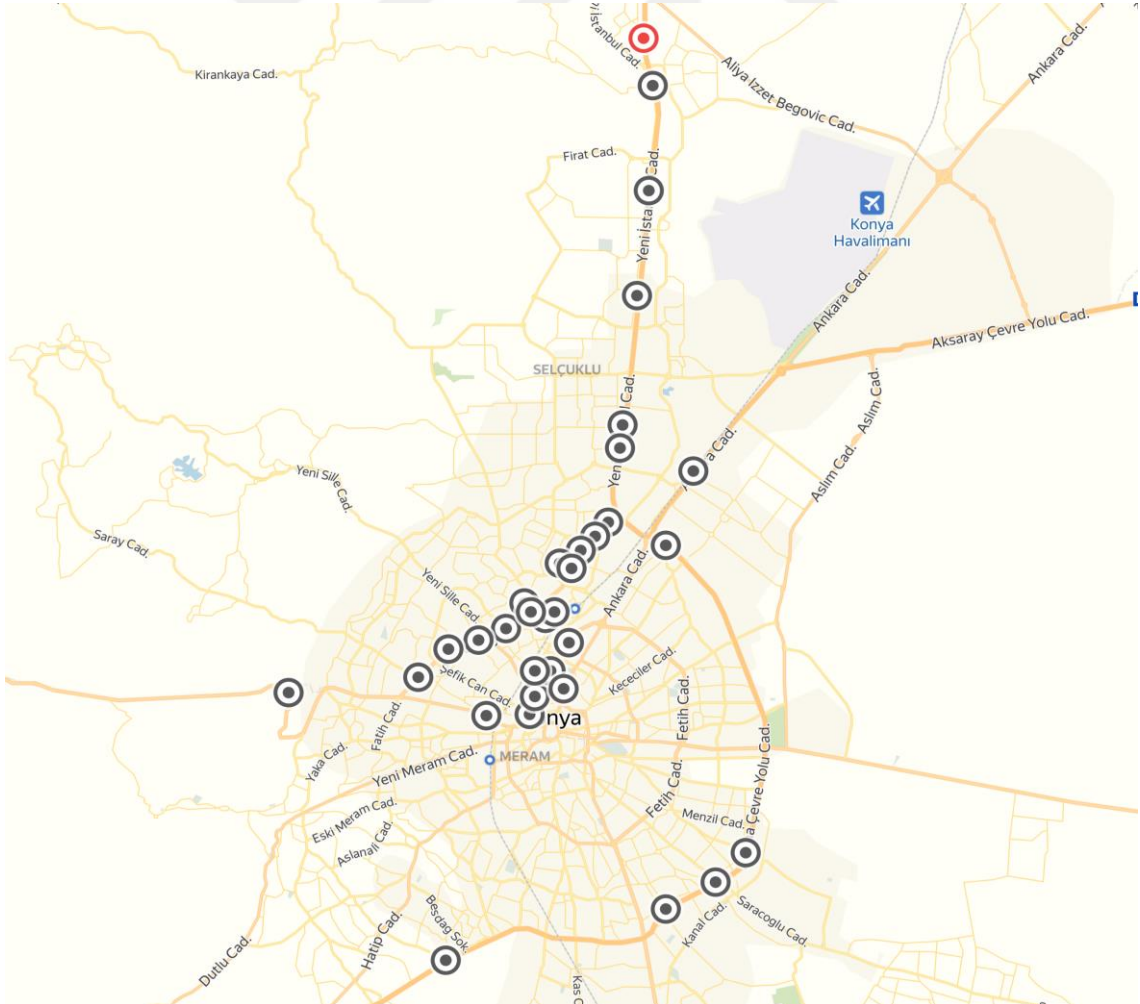 v İstanbul Cad.
Kirankaya Cad.
Ankara Cad.
Aliya Izzet Begovic Cad.
Firat Cad.
Yeni İsta
Cad.
Konya
Havalimanı
Ankara Cad.
Aksaray Çevre Yolu Cad.
SELÇUKLU
Aslım Cad.
Yen
l Cad.
a Cad.
Aslım Cad.
Yeni Sille Cad.
Saray Cad.
Yeni Sille Cad.
Ankara Cad.
Kececiler Cad.
Şefik Can Cad.
Fatih Cad.
Fetih Cad.
nya
Yaka Cad.
Yeni Meram Cad.
MERAM
Fetih Cad.
a Çevre Yolu Cad.
Eski Meram Cad.
Menzil Cad.
Aslanali Cad.
Besdag Sok.
Hatip Cad.
Dutlu Cad.
Kanal Cad.
Saracoglu Cad.
Kas C